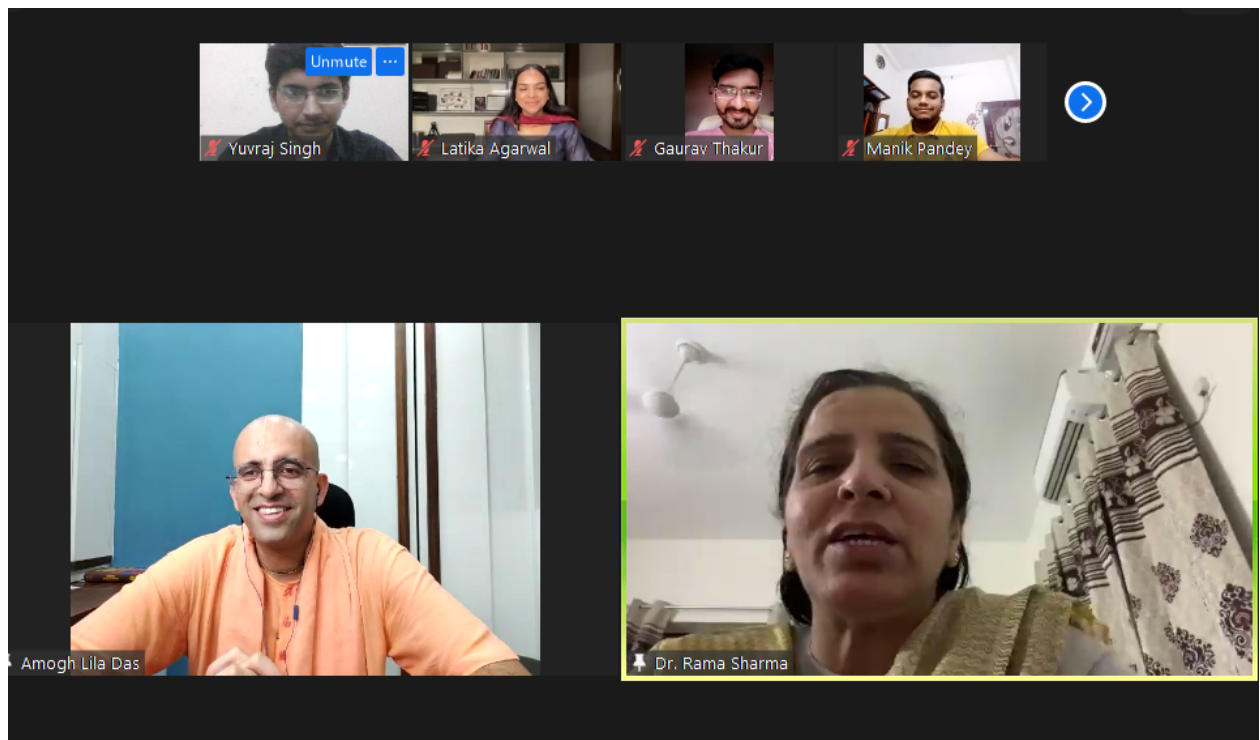 Unmute
Yuvraj Singh
Latika Agarwal
Gaurav Thakur
Manik Pandey
Amogh Lila Das
Dr. Rama Sharma